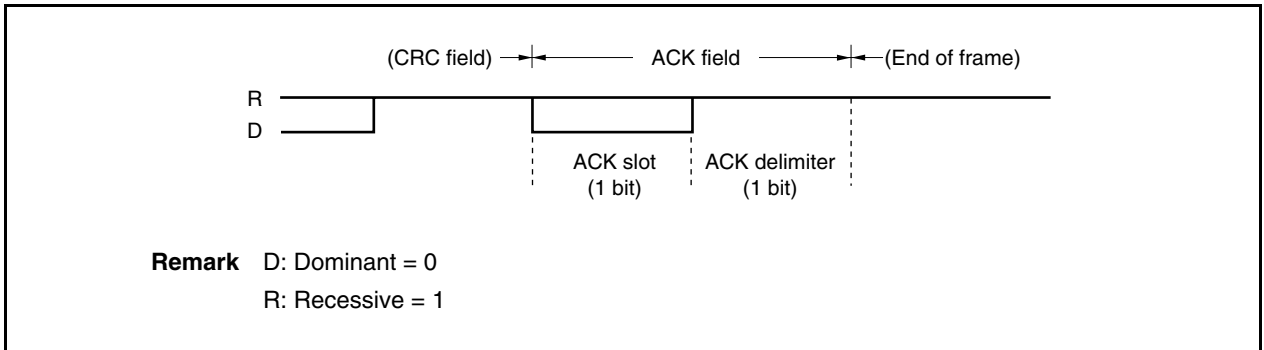 (CRC field) ACK field (End of frame)
R
D
ACK slot ACK delimiter
(1 bit) (1 bit)
Remark D: Dominant = 0
R: Recessive = 1